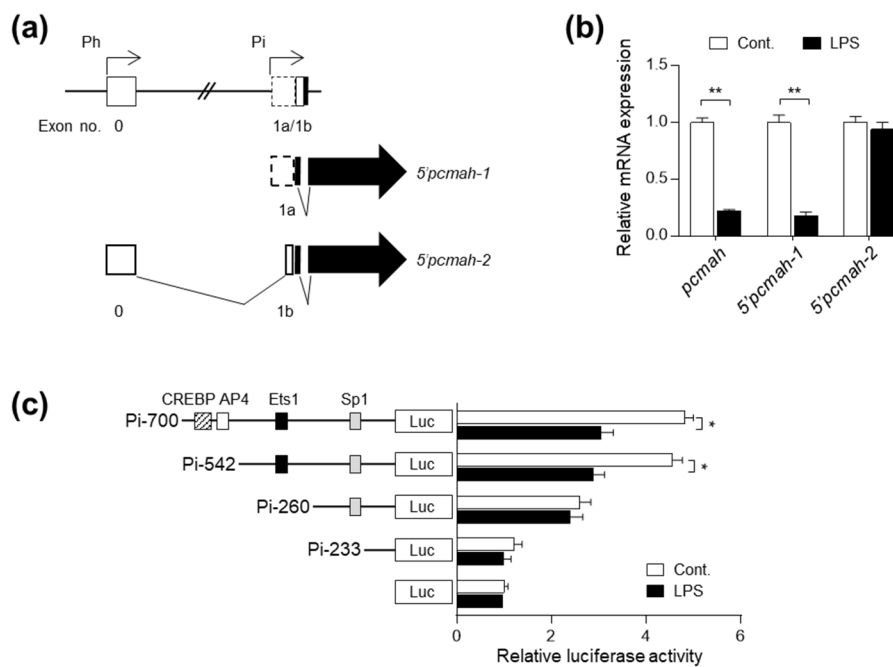 (a)
Ph
Pi
Exon no. 0 1a/1b
5'pcmah-1
1a
5'pcmah-2
0 1b
(b)
Cont. LPS
Relative mRNA expression
1.5
1.0
0.5
0.0
** **
pcmah
5'pcmah-1
5'pcmah-2
(c)
CREBP AP4 Ets1 Sp1
Pi-700 Luc *
Pi-542 Luc *
Pi-260 Luc
Pi-233 Luc
Luc
Cont.
LPS
0 2 4 6
Relative luciferase activity